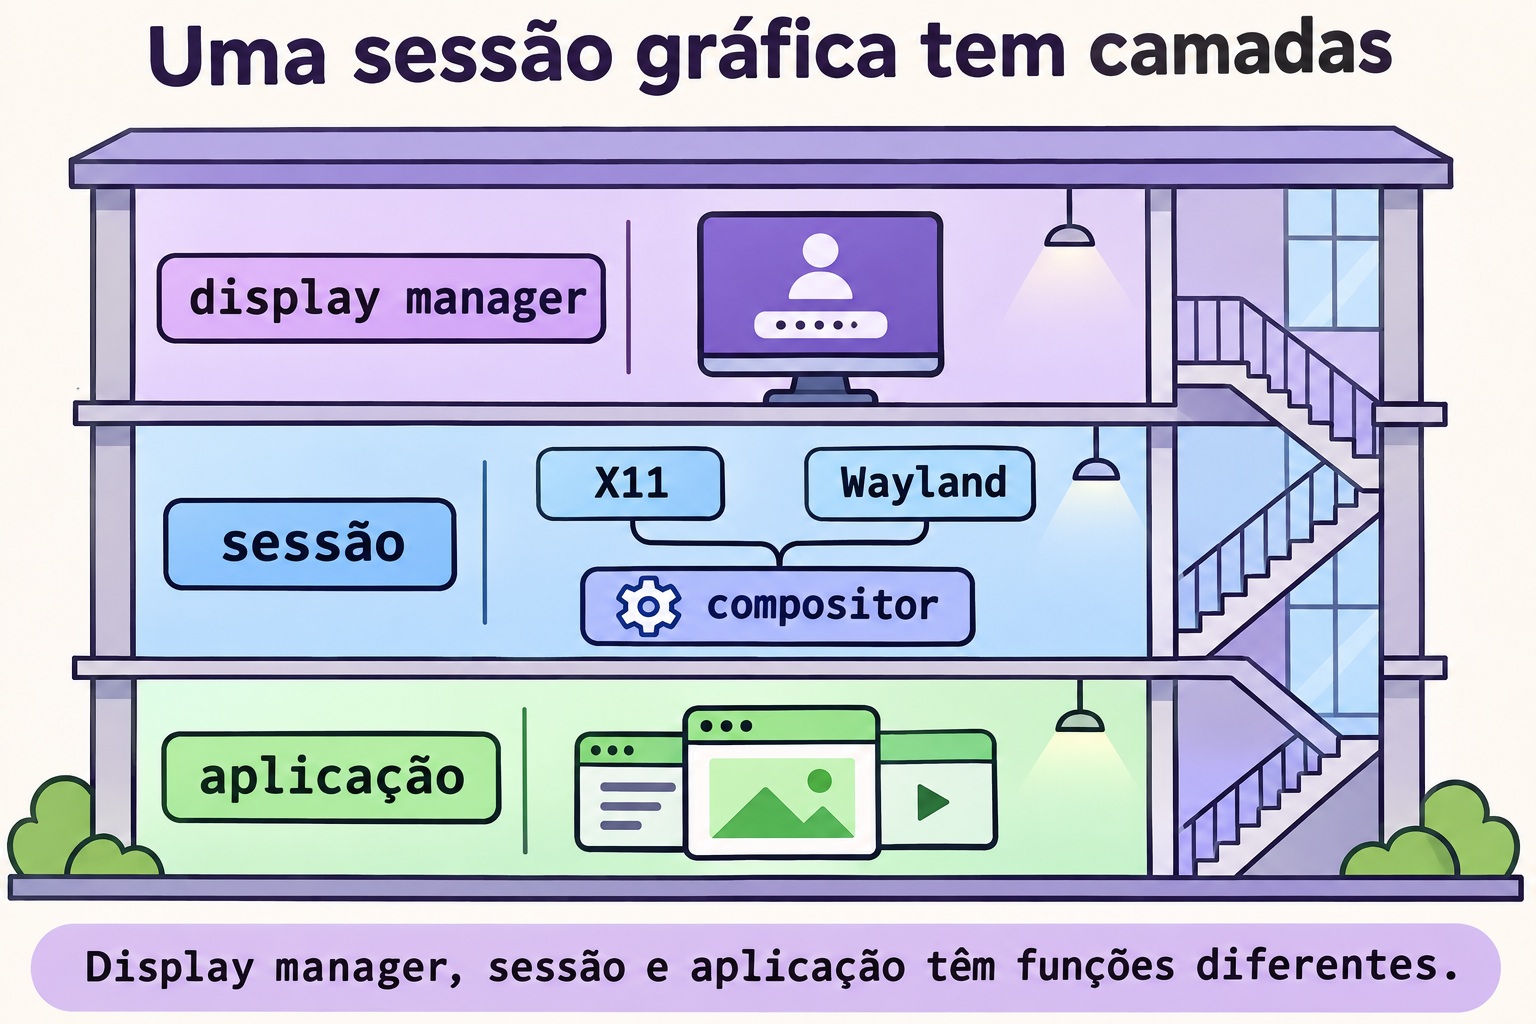 Uma sessão gráfica tem camadas
display manager
X11
Wayland
sessão
compositor
aplicação
Display manager, sessão e aplicação têm funções diferentes.